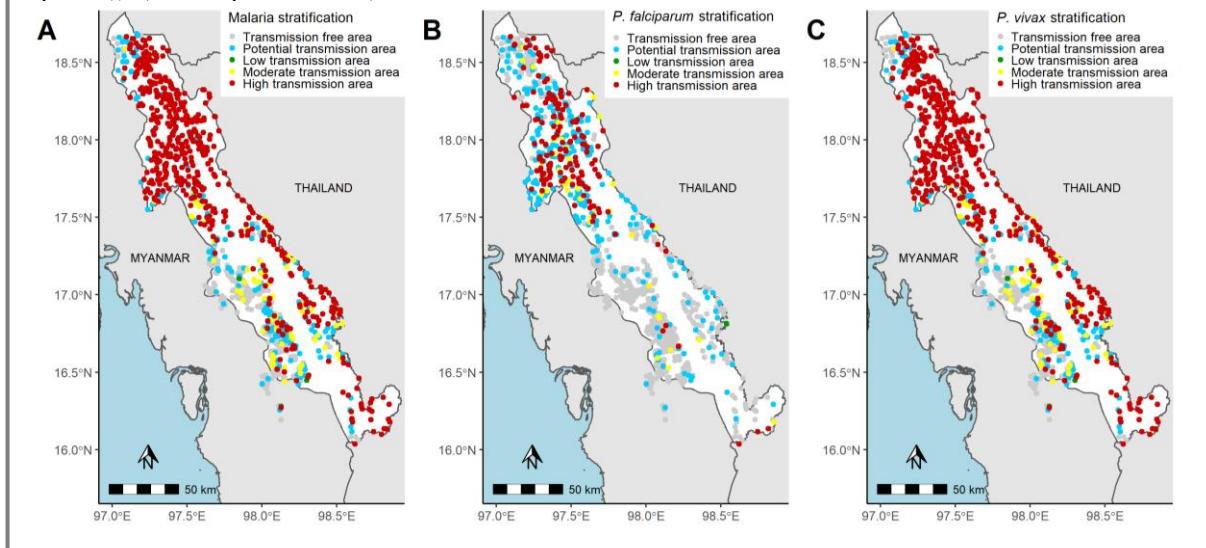 A
Malaria stratification
Transmission free area
Potential transmission area
Low transmission area
Moderate transmission area
High transmission area
18.5°N
18.0°N
17.5°N
17.0°N
16.5°N
16.0°N
THAILAND
MYANMAR
N
50 km
97.0°E 97.5°E 98.0°E 98.5°E
B
P. falciparum stratification
Transmission free area
Potential transmission area
Low transmission area
Moderate transmission area
High transmission area
18.5°N
18.0°N
17.5°N
17.0°N
16.5°N
16.0°N
THAILAND
MYANMAR
N
50 km
97.0°E 97.5°E 98.0°E 98.5°E
C
P. vivax stratification
Transmission free area
Potential transmission area
Low transmission area
Moderate transmission area
High transmission area
18.5°N
18.0°N
17.5°N
17.0°N
16.5°N
16.0°N
THAILAND
MYANMAR
N
50 km
97.0°E 97.5°E 98.0°E 98.5°E